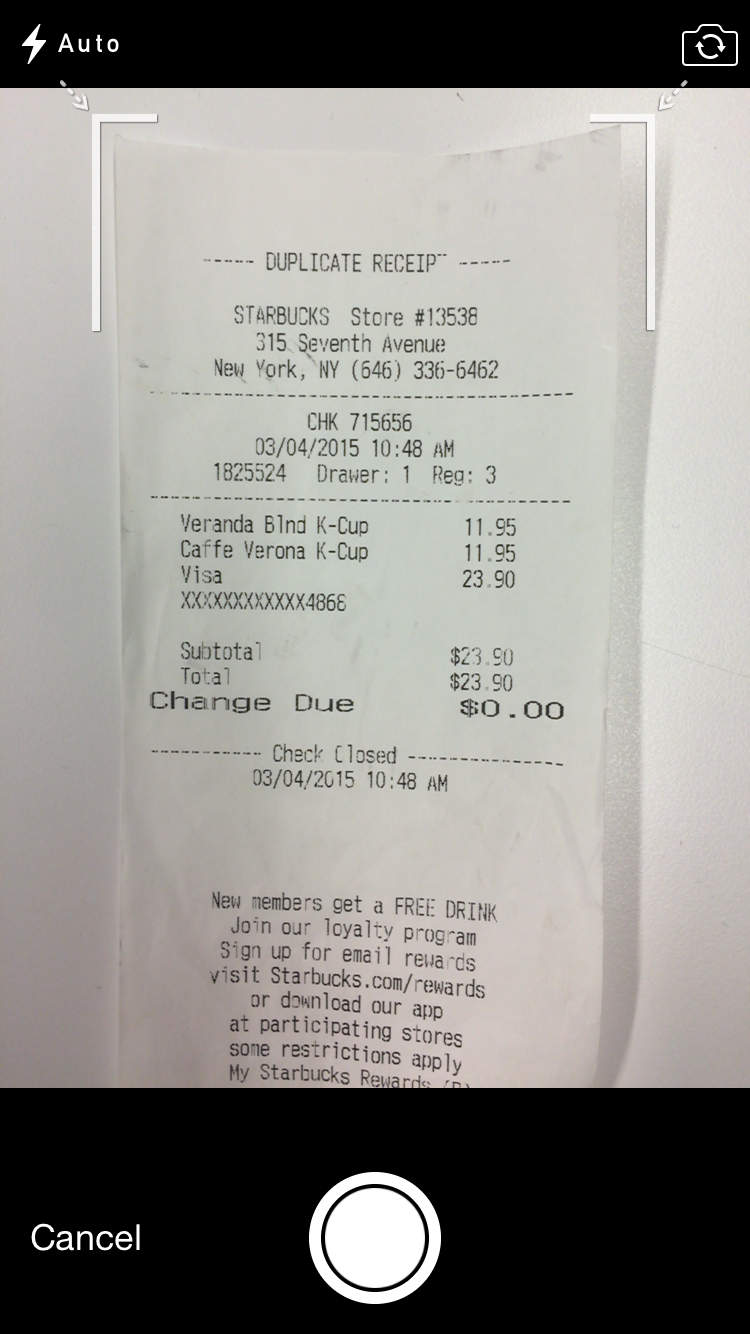 Auto
----- DUPLICATE RECEIPT -----
STARBUCKS Store #13538
315 Seventh Avenue
New York, NY (646) 336-6462
CHK 715656
03/04/2015 10:48 AM
1825524 Drawer: 1 Reg: 3
Veranda Blnd K-Cup 11.95
Caffe Verona K-Cup 11.95
Visa 23.90
XXXXXXXXXXXX4868
Subtotal $23.90
Total $23.90
Change Due $0.00
----------- Check Closed ---------------
03/04/2015 10:48 AM
New members get a FREE DRINK
Join our loyalty program
Sign up for email rewards
visit Starbucks.com/rewards
or download our app
at participating stores
some restrictions apply
My Starbucks Rewards
Cancel